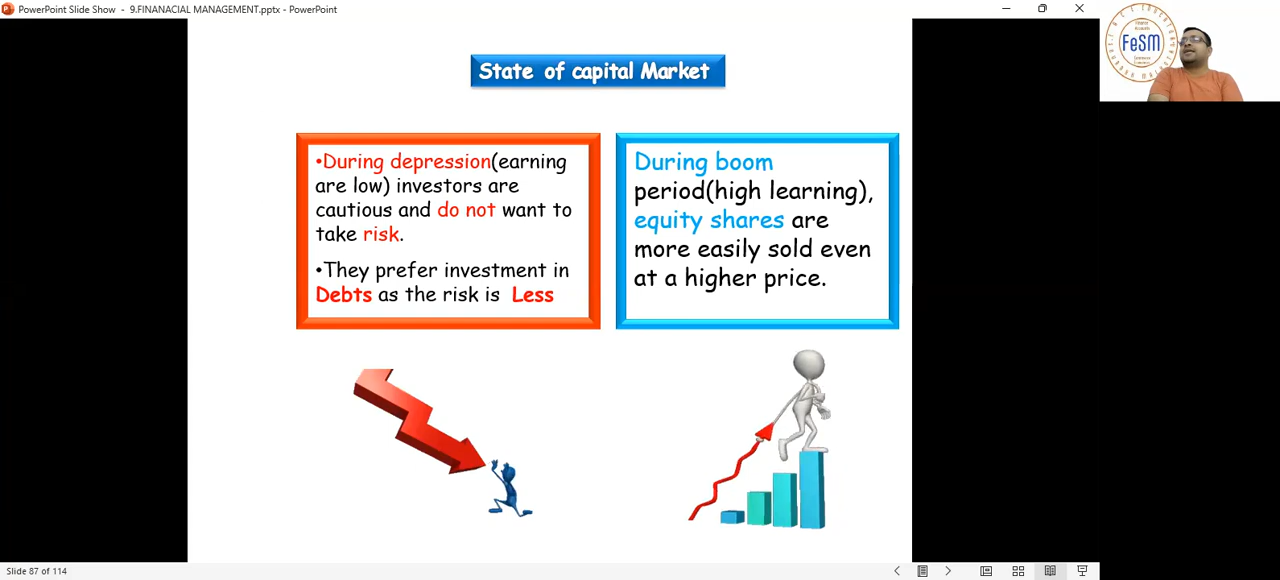 PowerPoint Slide Show - 9.FINANACIAL MANAGEMENT.pptx - PowerPoint
FeSM
State of capital Market
•During depression(earning
are low) investors are
cautious and do not want to
take risk.
•They prefer investment in
Debts as the risk is Less
During boom
period(high learning),
equity shares are
more easily sold even
at a higher price.
Slide 87 of 114